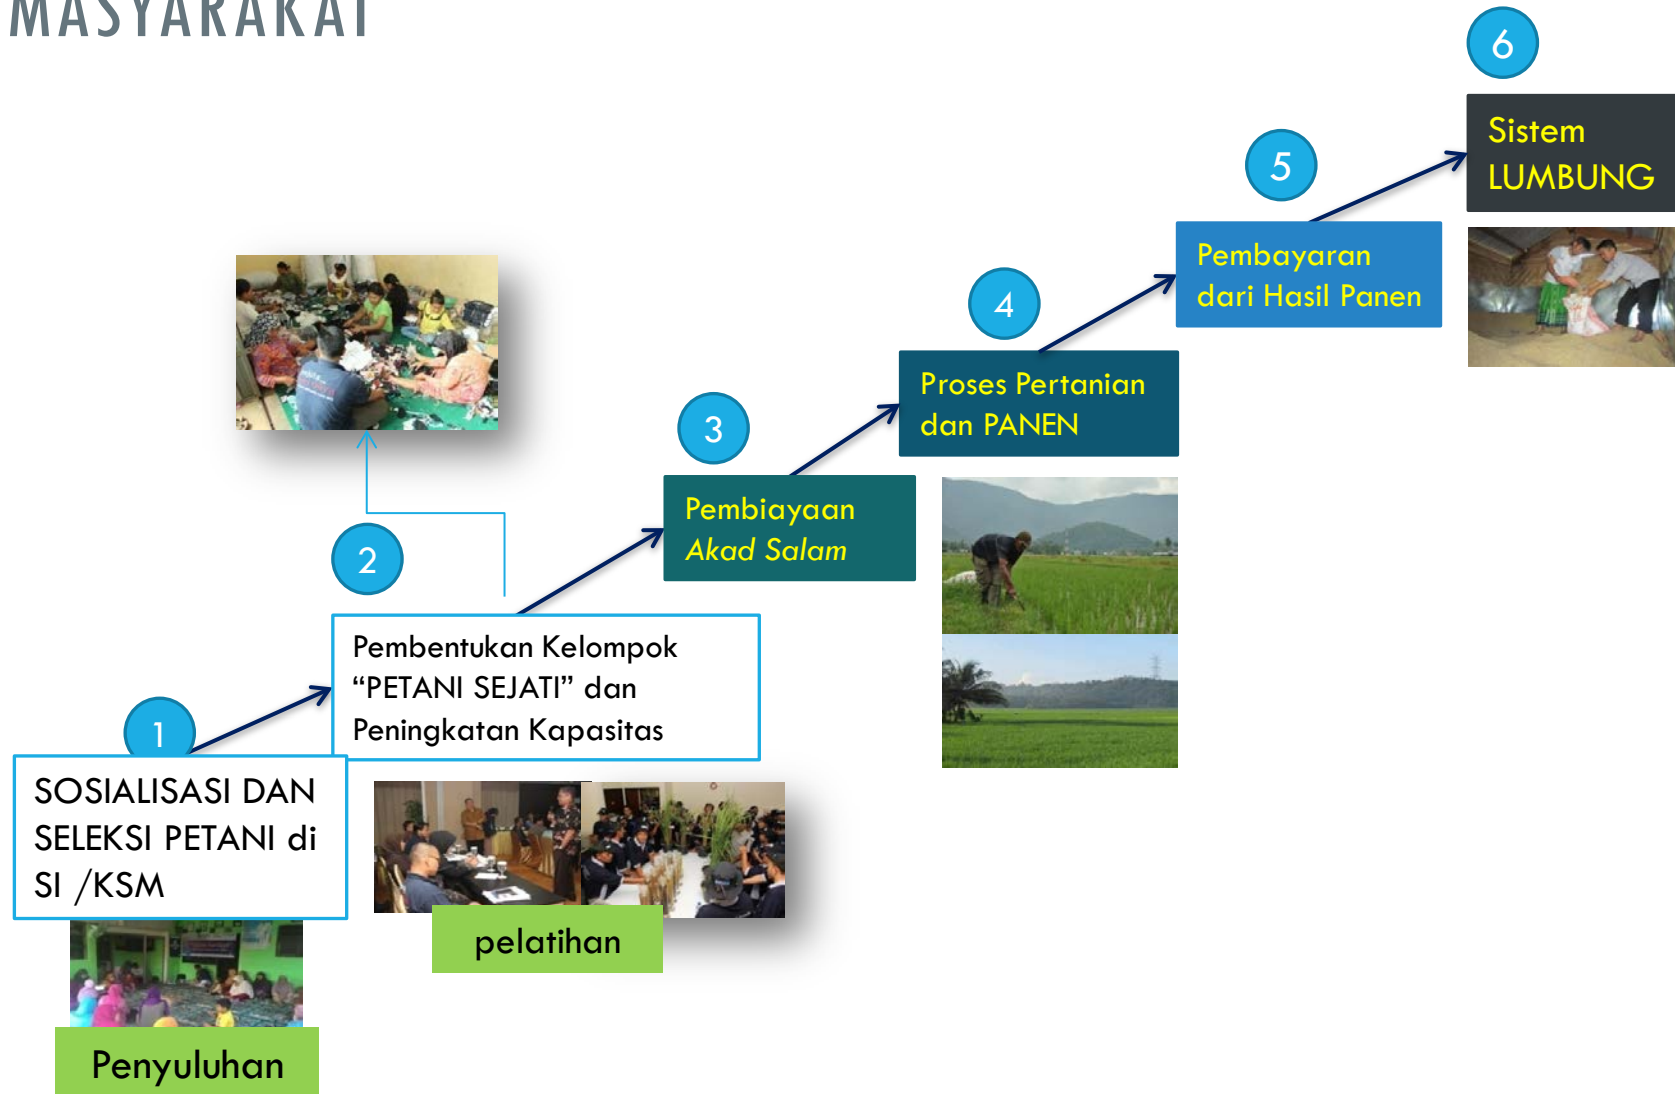 MASYARAKAT
1
SOSIALISASI DAN
SELEKSI PETANI di
SI /KSM
Penyuluhan
2
Pembentukan Kelompok
“PETANI SEJATI” dan
Peningkatan Kapasitas
pelatihan
3
Pembiayaan
Akad Salam
4
Proses Pertanian
dan PANEN
5
Pembayaran
dari Hasil Panen
6
Sistem
LUMBUNG